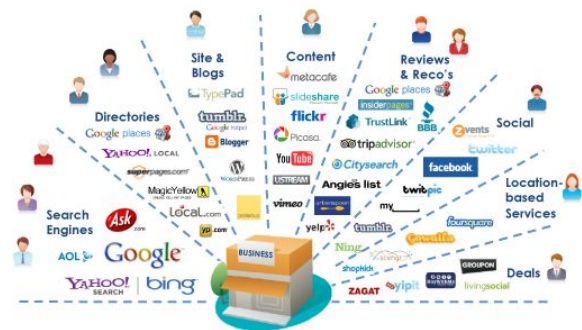 Search
Engines
Ask
.com
AOL
Google
YAHOO!
SEARCH
bing
Directories
Google places
YAHOO! LOCAL
superpages.com
MagicYellow
Local.com
yp.com
Site &
Blogs
TypePad
tumblr.
Blogger
WORDPRESS
Content
metacafe
slideshare
flickr
Picasa
YouTube
USTREAM
vimeo
Reviews &
Reco's
Google places
insiderpages
TrustLink
BBB
tripadvisor
Citysearch
Angie's list
urbanspoon
yelp
Social
zvents
twitter
facebook
twitpic
my
tumblr.
Ning
Location-
based
Services
foursquare
Gowalla
shopkick
Deals
GROUPON
ZAGAT
yipit
livingsocial
BUSINESS